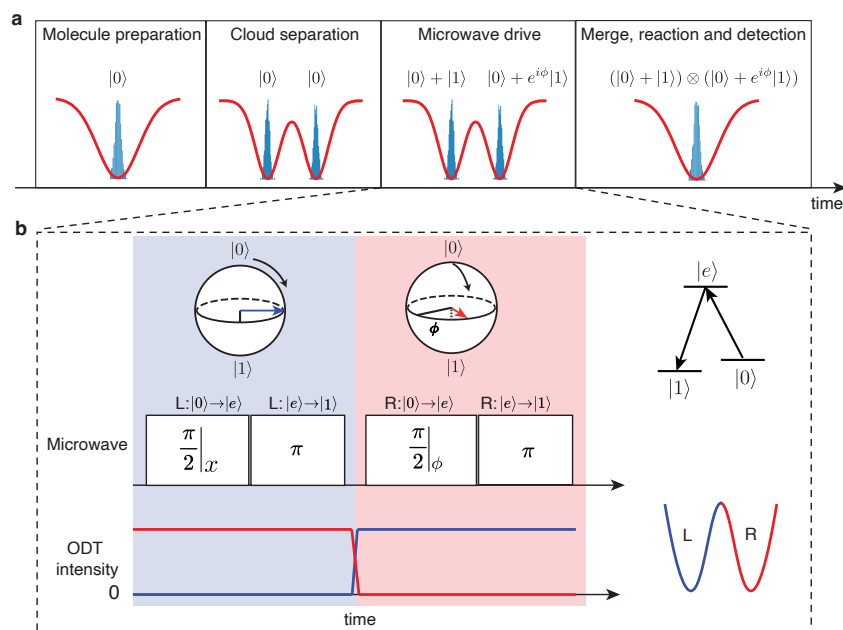 a
Molecule preparation
Cloud separation
Microwave drive
Merge, reaction and detection
|0⟩
|0⟩ |0⟩
|0⟩ + |1⟩ |0⟩ + e^{iϕ}|1⟩
(|0⟩ + |1⟩) ⊗ (|0⟩ + e^{iϕ}|1⟩)
time
b
|0⟩
|1⟩
|0⟩
ϕ
|1⟩
|e⟩
|1⟩
|0⟩
L:|0⟩→|e⟩ L:|e⟩→|1⟩ R:|0⟩→|e⟩ R:|e⟩→|1⟩
Microwave
π/2|x
π
π/2|ϕ
π
ODT
intensity
0
time
L R